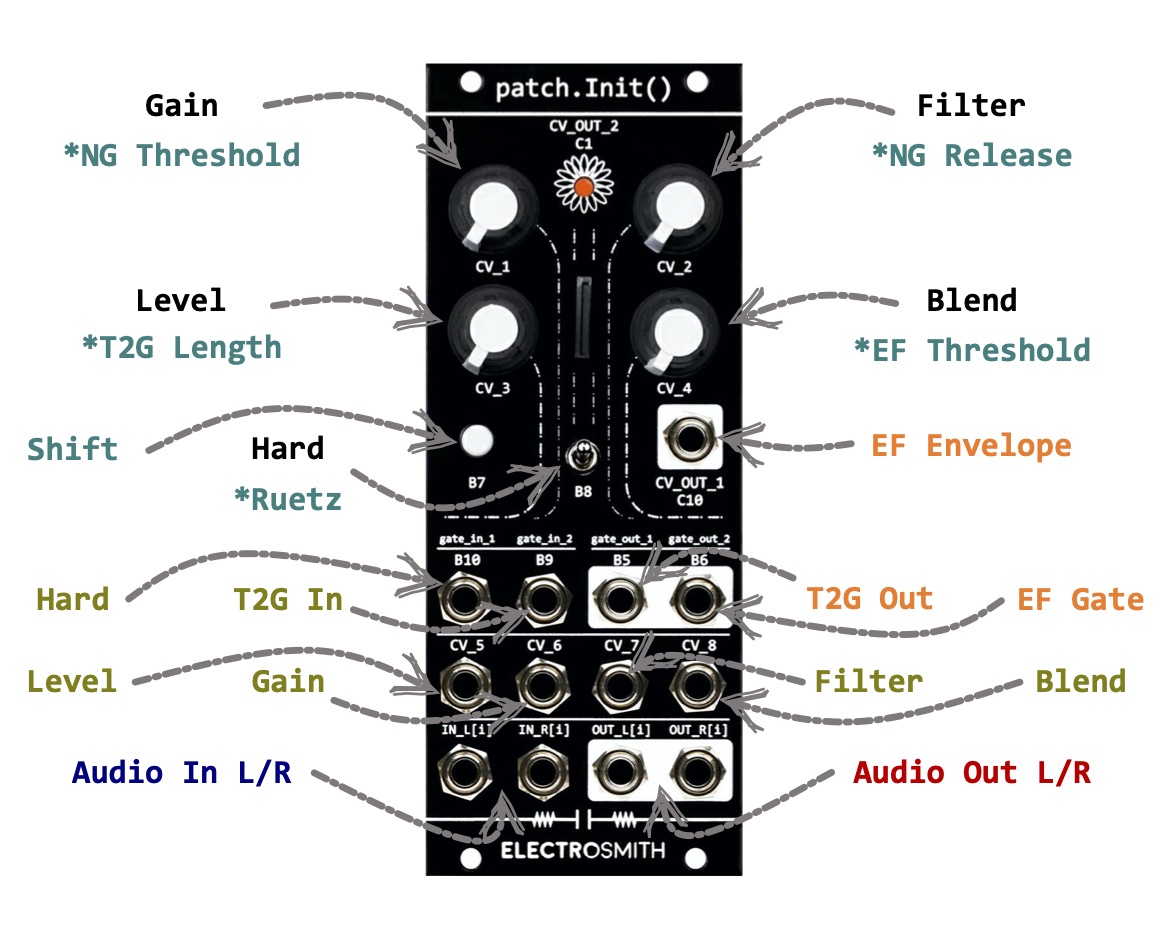 patch.Init()
Gain
*NG Threshold
CV_OUT_2
C1
Filter
*NG Release
CV_1
CV_2
Level
*T2G Length
Blend
*EF Threshold
CV_3
CV_4
Shift
Hard
*Ruetz
EF Envelope
B7
B8
CV_OUT_1
C10
gate_in_1 gate_in_2 gate_out_1 gate_out_2
B10 B9 B5 B6
Hard
T2G In
T2G Out
EF Gate
CV_5 CV_6 CV_7 CV_8
Level
Gain
Filter
Blend
IN_L[i] IN_R[i] OUT_L[i] OUT_R[i]
Audio In L/R
Audio Out L/R
ELECTROSMITH